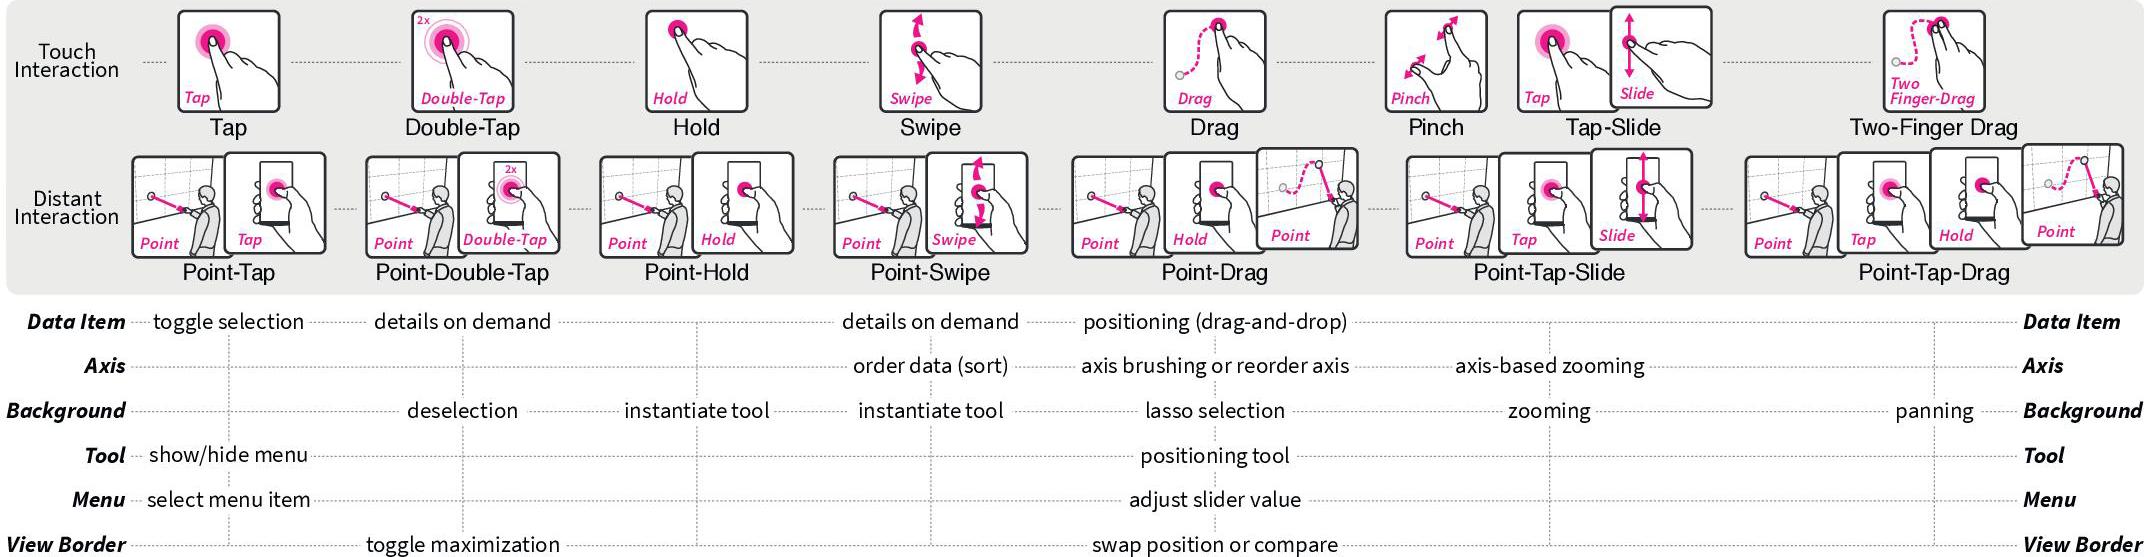 Touch
Interaction
Tap
2x
Double-Tap
Hold
Swipe
Drag
Pinch
Tap
Slide
Two
Finger-Drag
Tap
Double-Tap
Hold
Swipe
Drag
Pinch
Tap-Slide
Two-Finger Drag
Distant
Interaction
Point
Tap
Point
2x
Double-Tap
Point
Hold
Point
Swipe
Point
Hold
Point
Point
Tap
Slide
Point
Tap
Hold
Point
Point-Tap
Point-Double-Tap
Point-Hold
Point-Swipe
Point-Drag
Point-Tap-Slide
Point-Tap-Drag
Data Item toggle selection details on demand details on demand positioning (drag-and-drop) Data Item
Axis order data (sort) axis brushing or reorder axis axis-based zooming Axis
Background deselection instantiate tool instantiate tool lasso selection zooming panning Background
Tool show/hide menu positioning tool Tool
Menu select menu item adjust slider value Menu
View Border toggle maximization swap position or compare View Border